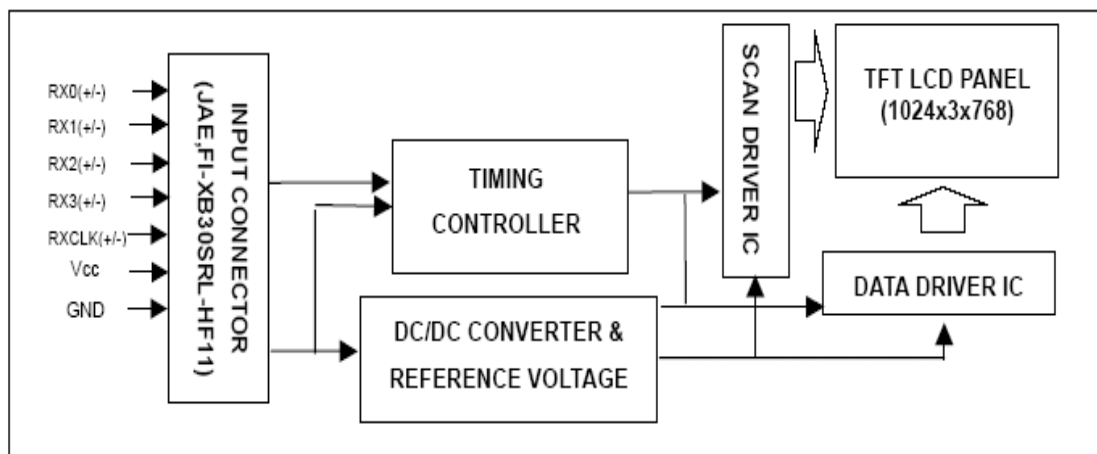 RX0(+/-)
RX1(+/-)
RX2(+/-)
RX3(+/-)
RXCLK(+/-)
Vcc
GND
INPUT CONNECTOR
(JAE,FI-XB30SRL-HF11)
TIMING
CONTROLLER
DC/DC CONVERTER &
REFERENCE VOLTAGE
SCAN DRIVER IC
TFT LCD PANEL
(1024x3x768)
DATA DRIVER IC